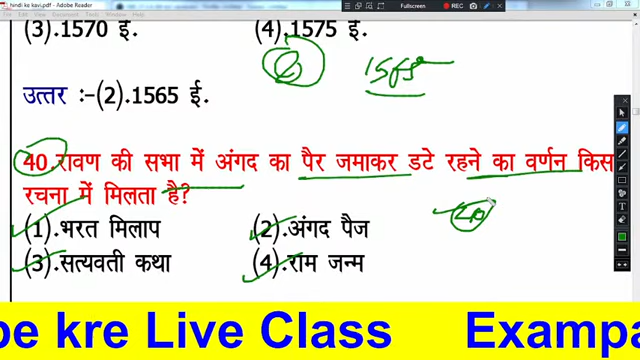 hindi ke kavi.pdf - Adobe Reader
Fullscreen
REC
(3).1570 ई.
(4).1575 ई.
2
1565
उत्तर :-(2).1565 ई.
40.रावण की सभा में अंगद का पैर जमाकर डटे रहने का वर्णन किस
रचना में मिलता है?
(1).भरत मिलाप
(2).अंगद पैज
(3).सत्यवती कथा
(4).राम जन्म
be kre Live Class Exampa